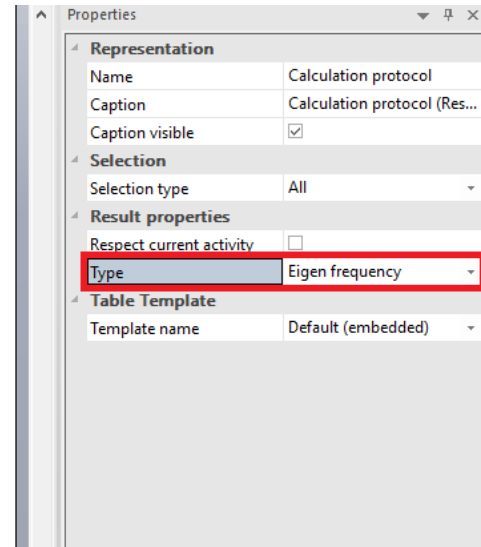 Properties
Representation
Name Calculation protocol
Caption Calculation protocol (Res...
Caption visible
Selection
Selection type All
Result properties
Respect current activity
Type Eigen frequency
Table Template
Template name Default (embedded)